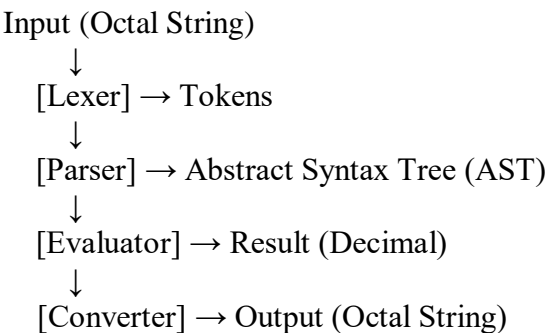 Input (Octal String)
↓
[Lexer] → Tokens
↓
[Parser] → Abstract Syntax Tree (AST)
↓
[Evaluator] → Result (Decimal)
↓
[Converter] → Output (Octal String)